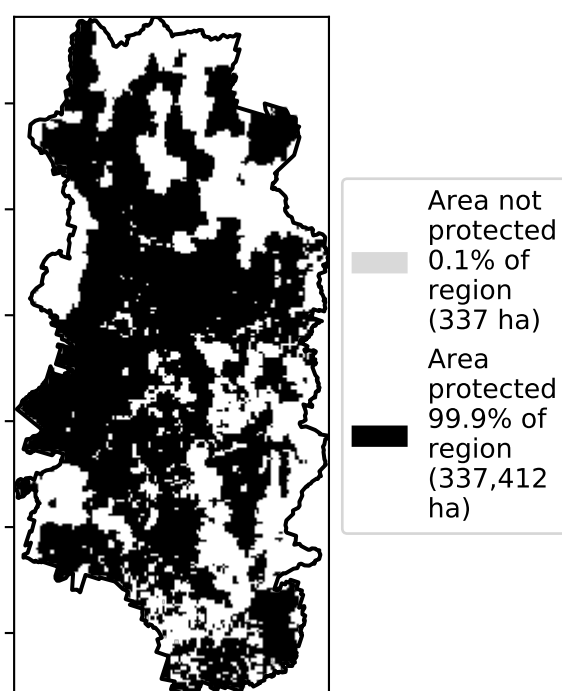 Area not
protected
0.1% of
region
(337 ha)
Area
protected
99.9% of
region
(337,412
ha)